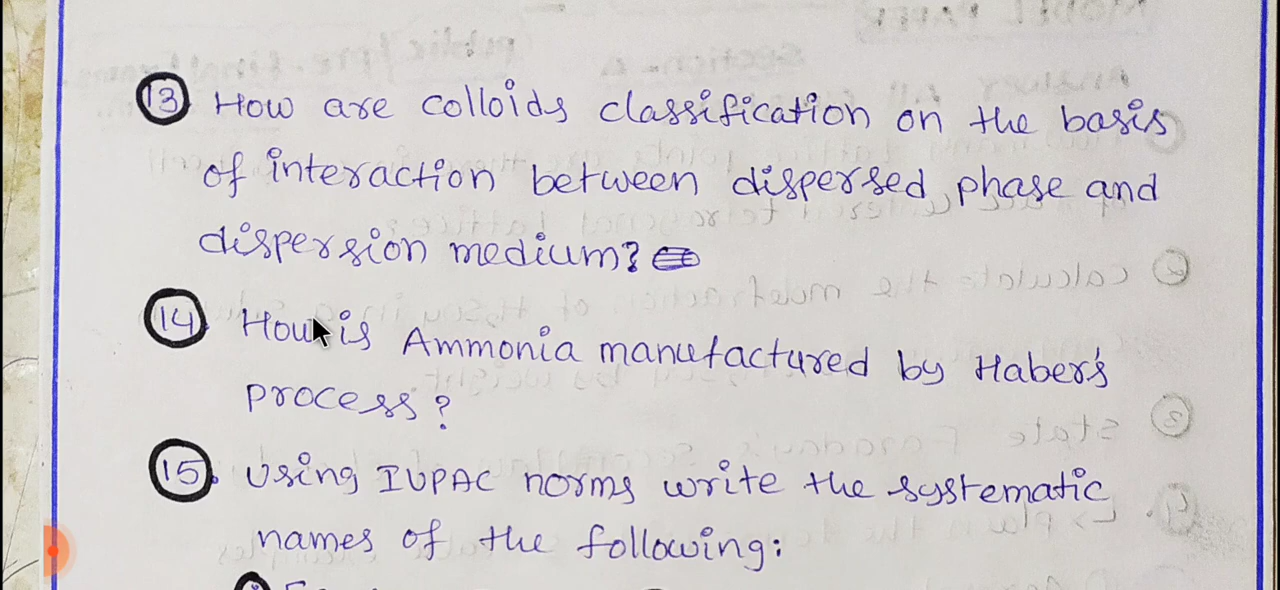 13 How are colloids classification on the basis
of interaction between dispersed phase and
dispersion medium?
14. How is Ammonia manufactured by Haber's
process?
15. Using IUPAC norms write the systematic
names of the following: